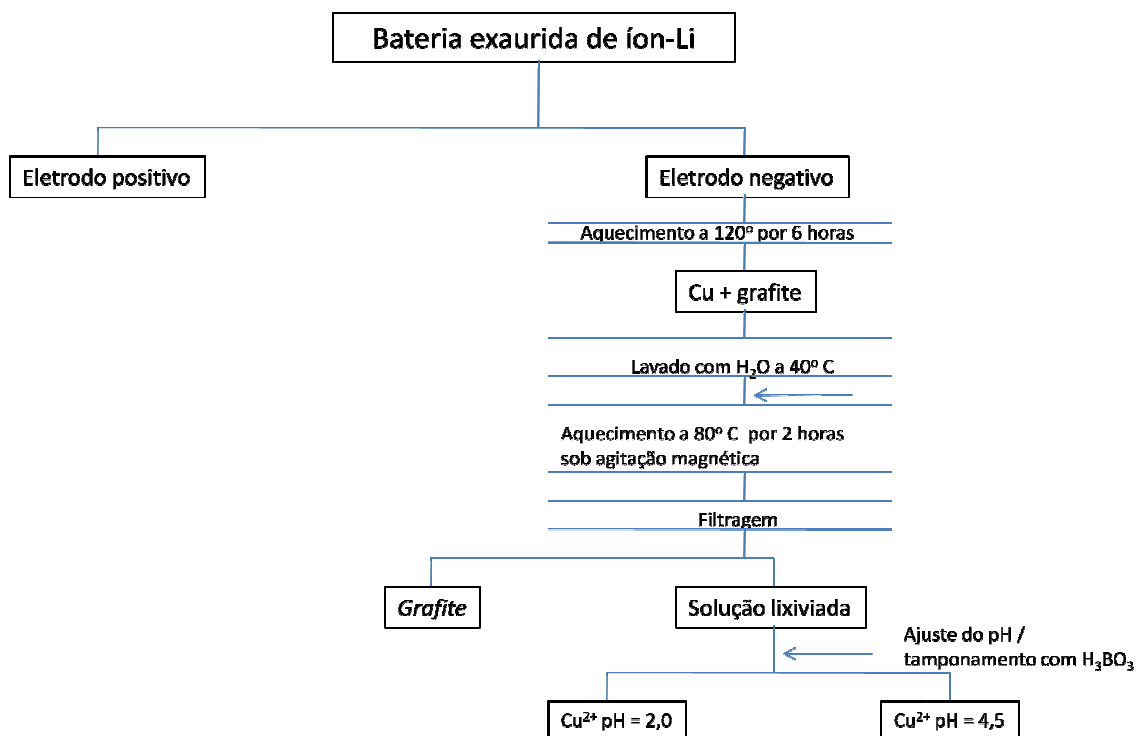 Bateria exaurida de íon-Li
Eletrodo positivo
Eletrodo negativo
Aquecimento a 120º por 6 horas
Cu + grafite
Lavado com H₂O a 40º C
Aquecimento a 80º C por 2 horas
sob agitação magnética
Filtragem
Grafite
Solução lixiviada
Ajuste do pH /
tamponamento com H₃BO₃
Cu²⁺ pH = 2,0
Cu²⁺ pH = 4,5